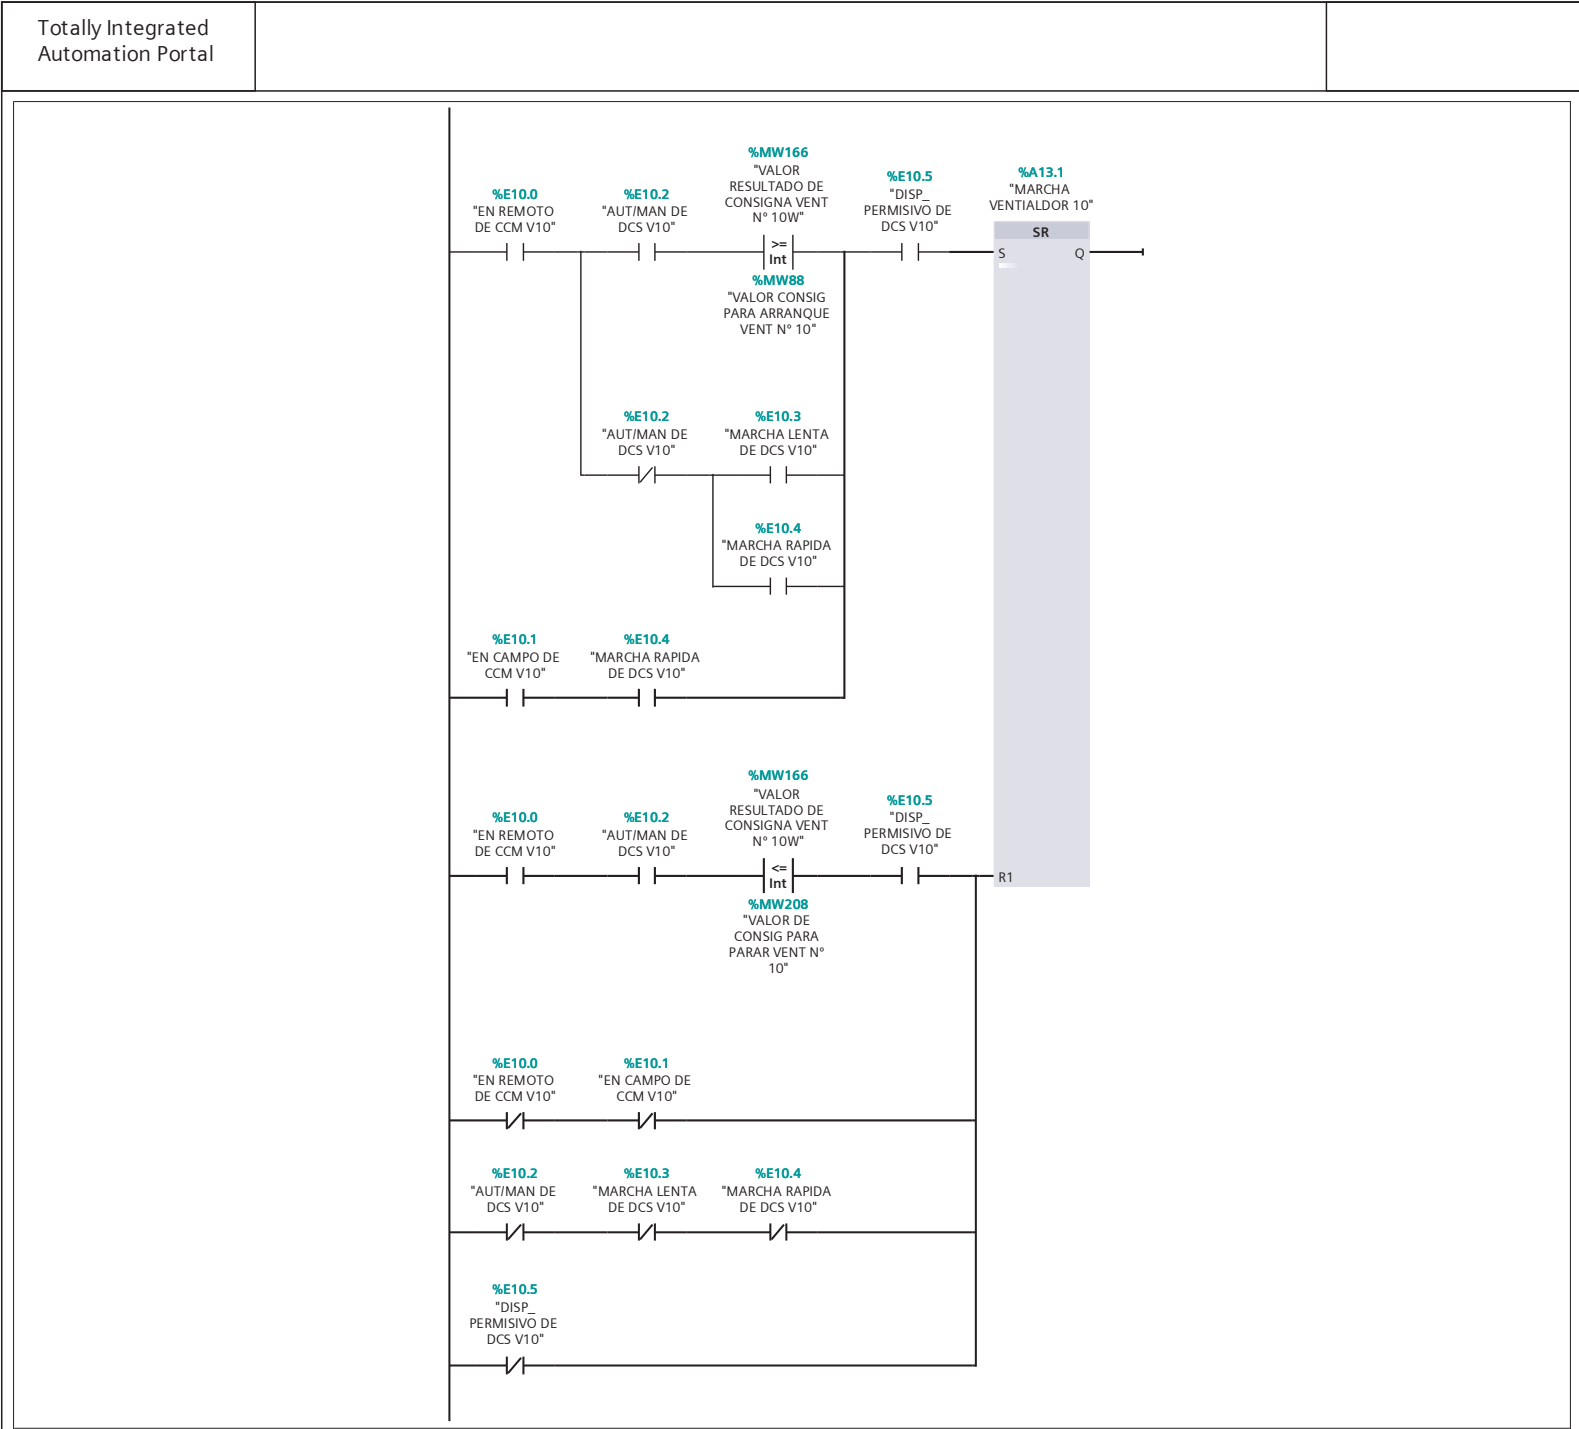 Totally Integrated
Automation Portal
%MW166
"VALOR
RESULTADO DE
CONSIGNA VENT
N° 10W"
%E10.0
"EN REMOTO
DE CCM V10"
%E10.2
"AUT/MAN DE
DCS V10"
>=
Int
%MW88
"VALOR CONSIG
PARA ARRANQUE
VENT N° 10"
%E10.5
"DISP_
PERMISIVO DE
DCS V10"
%A13.1
"MARCHA
VENTIALDOR 10"
SR
S
Q
%E10.2
"AUT/MAN DE
DCS V10"
%E10.3
"MARCHA LENTA
DE DCS V10"
%E10.4
"MARCHA RAPIDA
DE DCS V10"
%E10.1
"EN CAMPO DE
CCM V10"
%E10.4
"MARCHA RAPIDA
DE DCS V10"
%E10.0
"EN REMOTO
DE CCM V10"
%E10.2
"AUT/MAN DE
DCS V10"
%MW166
"VALOR
RESULTADO DE
CONSIGNA VENT
N° 10W"
<=
Int
%MW208
"VALOR DE
CONSIG PARA
PARAR VENT N°
10"
%E10.5
"DISP_
PERMISIVO DE
DCS V10"
R1
%E10.0
"EN REMOTO
DE CCM V10"
%E10.1
"EN CAMPO DE
CCM V10"
%E10.2
"AUT/MAN DE
DCS V10"
%E10.3
"MARCHA LENTA
DE DCS V10"
%E10.4
"MARCHA RAPIDA
DE DCS V10"
%E10.5
"DISP_
PERMISIVO DE
DCS V10"